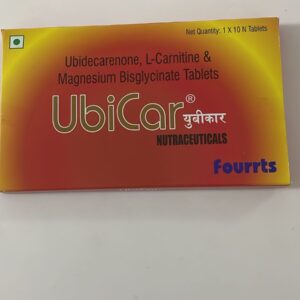 Net Quantity: 1 X 10 N Tablets
Ubidecarenone, L-Carnitine &
Magnesium Bisglycinate Tablets
UbiCar®
युबीकार
NUTRACEUTICALS
Fourrts